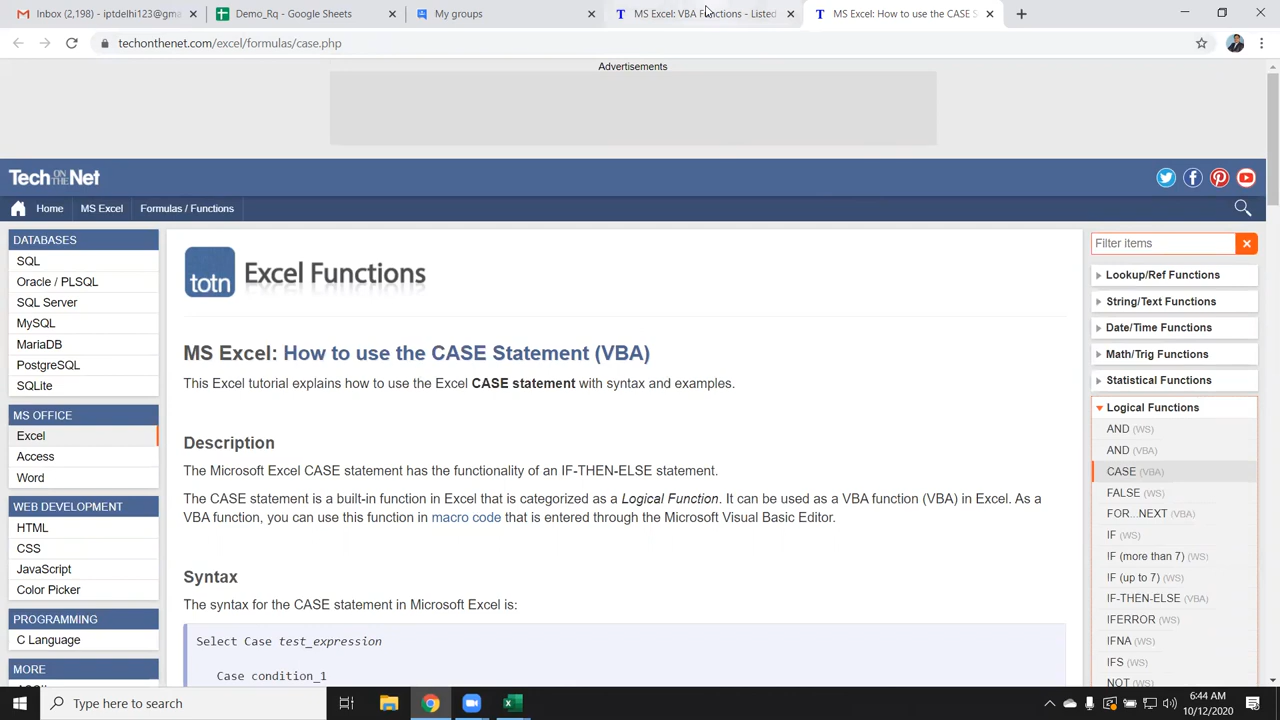 Inbox (2,198) - iptdelhi123@gma
Demo_Rq - Google Sheets
My groups
MS Excel: VBA Functions - Listed
MS Excel: How to use the CASE S
techonthenet.com/excel/formulas/case.php
Advertisements
Tech ON THE Net
Home
MS Excel
Formulas / Functions
DATABASES
SQL
Oracle / PLSQL
SQL Server
MySQL
MariaDB
PostgreSQL
SQLite
MS OFFICE
Excel
Access
Word
WEB DEVELOPMENT
HTML
CSS
JavaScript
Color Picker
PROGRAMMING
C Language
MORE
totn Excel Functions
MS Excel: How to use the CASE Statement (VBA)
This Excel tutorial explains how to use the Excel CASE statement with syntax and examples.
Description
The Microsoft Excel CASE statement has the functionality of an IF-THEN-ELSE statement.
The CASE statement is a built-in function in Excel that is categorized as a Logical Function. It can be used as a VBA function (VBA) in Excel. As a
VBA function, you can use this function in macro code that is entered through the Microsoft Visual Basic Editor.
Syntax
The syntax for the CASE statement in Microsoft Excel is:
Select Case test_expression
Case condition_1
Filter items
Lookup/Ref Functions
String/Text Functions
Date/Time Functions
Math/Trig Functions
Statistical Functions
Logical Functions
AND (WS)
AND (VBA)
CASE (VBA)
FALSE (WS)
FOR...NEXT (VBA)
IF (WS)
IF (more than 7) (WS)
IF (up to 7) (WS)
IF-THEN-ELSE (VBA)
IFERROR (WS)
IFNA (WS)
IFS (WS)
NOT (WS)
Type here to search
6:44 AM
10/12/2020